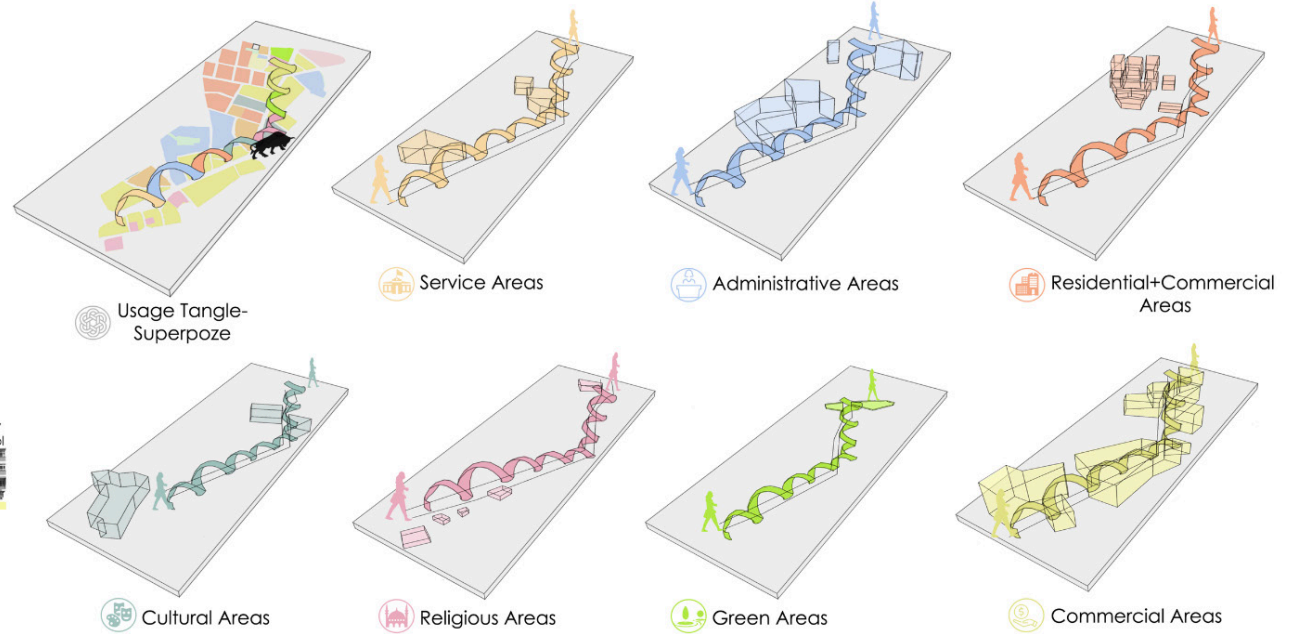 Service Areas
Administrative Areas
Residential+Commercial
Areas
Usage Tangle-
Superpoze
Cultural Areas
Religious Areas
Green Areas
Commercial Areas